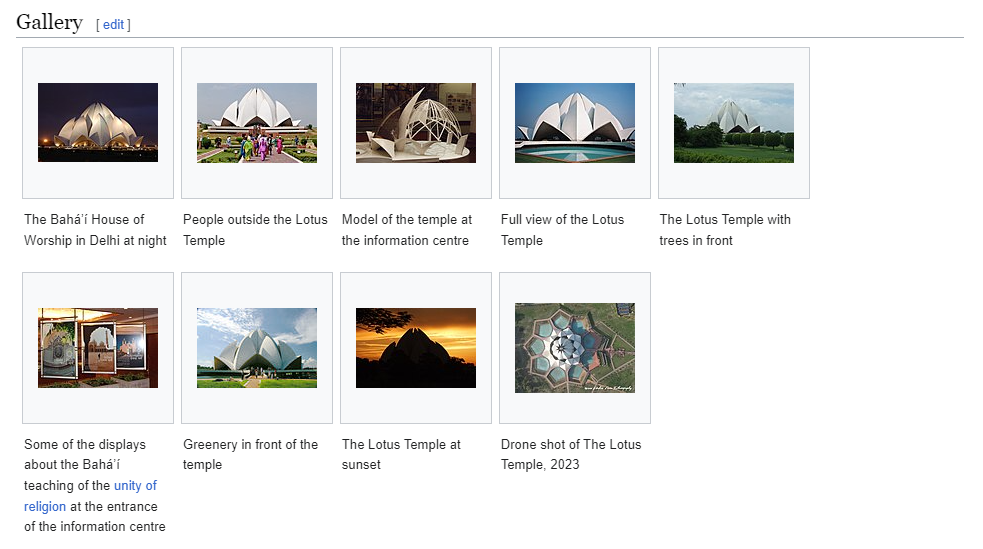 Gallery [ edit ]
The Bahá’í House of
Worship in Delhi at night
People outside the Lotus
Temple
Model of the temple at
the information centre
Full view of the Lotus
Temple
The Lotus Temple with
trees in front
Some of the displays
about the Bahá’í
teaching of the unity of
religion at the entrance
of the information centre
Greenery in front of the
temple
The Lotus Temple at
sunset
Drone shot of The Lotus
Temple, 2023